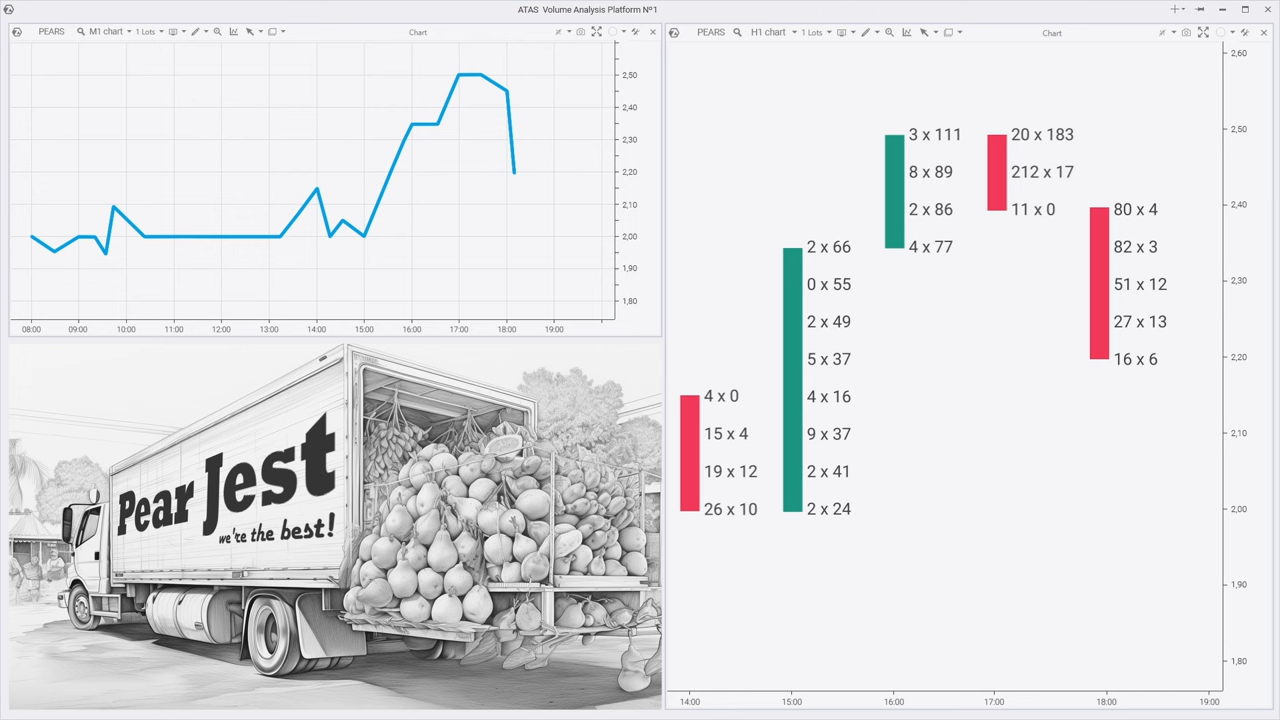 ATAS Volume Analysis Platform Nº1
PEARS M1 chart 1 Lots Chart
2,50
2,40
2,30
2,20
2,10
2,00
1,90
1,80
08:00 09:00 10:00 11:00 12:00 13:00 14:00 15:00 16:00 17:00 18:00 19:00
Pear Jest
we're the best!
PEARS H1 chart 1 Lots Chart
4 x 0
15 x 4
19 x 12
26 x 10
2 x 66
0 x 55
2 x 49
5 x 37
4 x 16
9 x 37
2 x 41
2 x 24
3 x 111
8 x 89
2 x 86
4 x 77
20 x 183
212 x 17
11 x 0
80 x 4
82 x 3
51 x 12
27 x 13
16 x 6
2,60
2,50
2,40
2,30
2,20
2,10
2,00
1,90
1,80
14:00 15:00 16:00 17:00 18:00 19:00